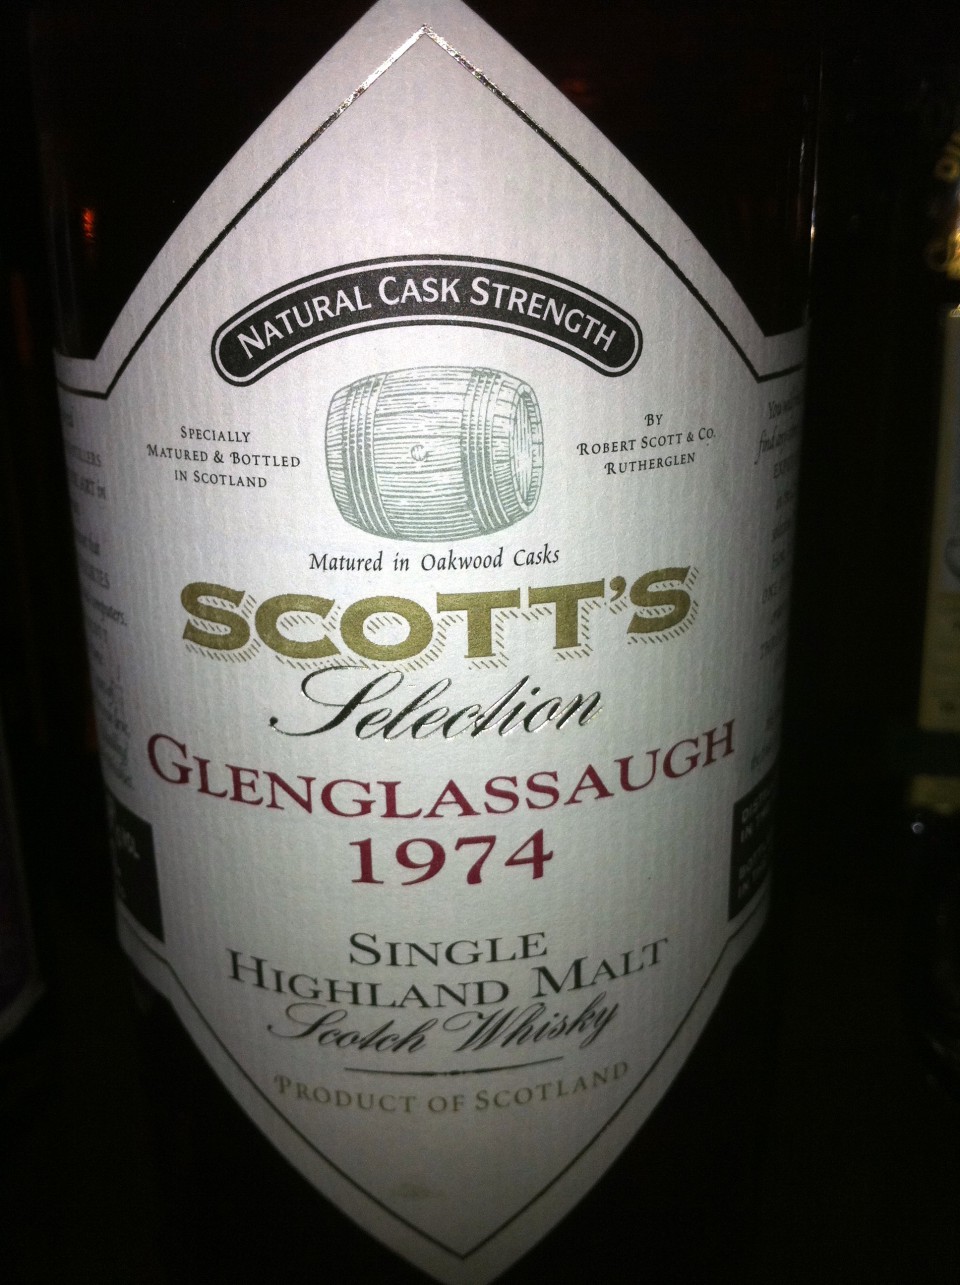 NATURAL CASK STRENGTH
SPECIALLY
MATURED & BOTTLED
IN SCOTLAND
BY
ROBERT SCOTT & CO.
RUTHERGLEN
Matured in Oakwood Casks
SCOTT'S
Selection
GLENGLASSAUGH
1974
SINGLE
HIGHLAND MALT
Scotch Whisky
PRODUCT OF SCOTLAND